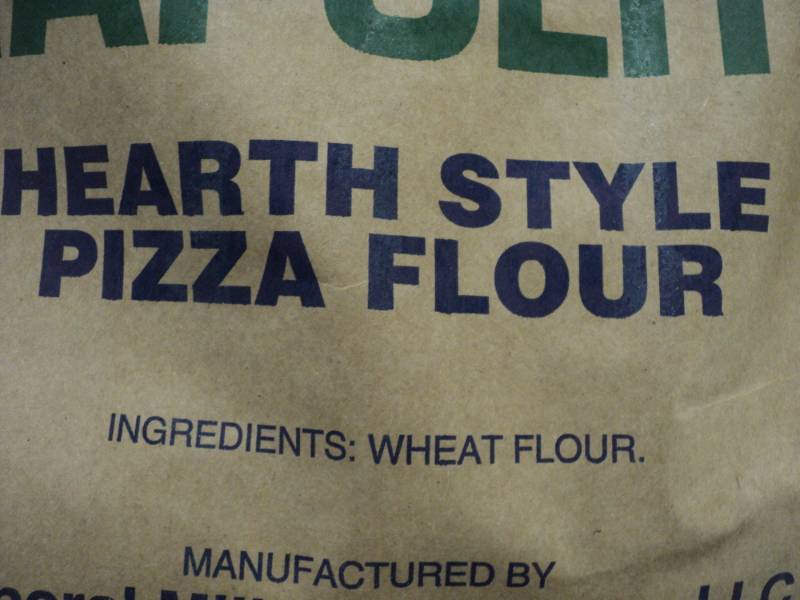 HEARTH STYLE
PIZZA FLOUR
INGREDIENTS: WHEAT FLOUR.
MANUFACTURED BY